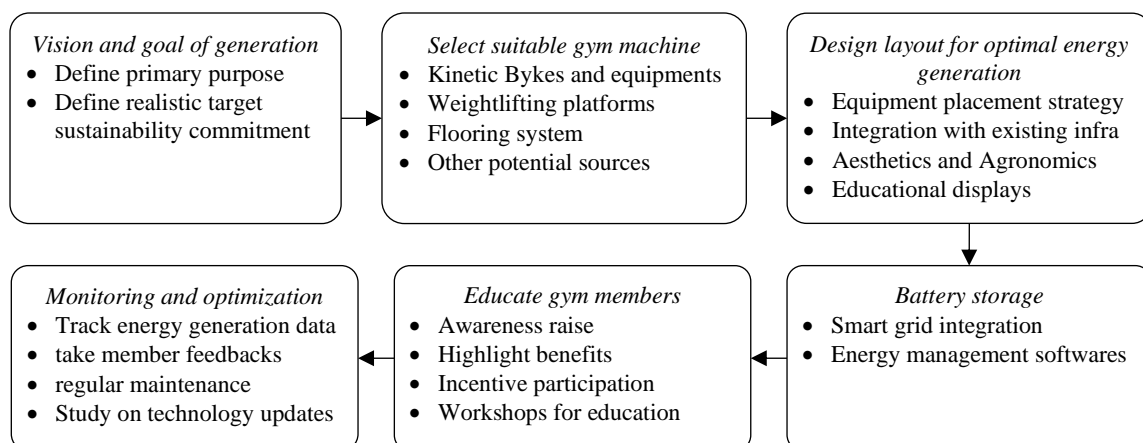 Vision and goal of generation
• Define primary purpose
• Define realistic target
sustainability commitment
Select suitable gym machine
• Kinetic Bykes and equipments
• Weightlifting platforms
• Flooring system
• Other potential sources
Design layout for optimal energy
generation
• Equipment placement strategy
• Integration with existing infra
• Aesthetics and Agronomics
• Educational displays
Battery storage
• Smart grid integration
• Energy management softwares
Educate gym members
• Awareness raise
• Highlight benefits
• Incentive participation
• Workshops for education
Monitoring and optimization
• Track energy generation data
• take member feedbacks
• regular maintenance
• Study on technology updates